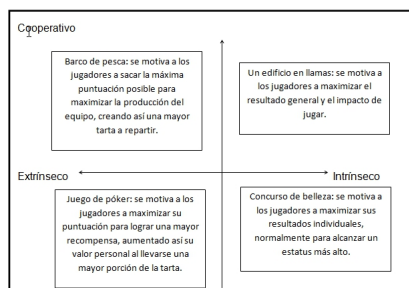 Cooperativo
Barco de pesca: se motiva a los
jugadores a sacar la máxima
puntuación posible para
maximizar la producción del
equipo, creando así una mayor
tarta a repartir.
Un edificio en llamas: se motiva a
los jugadores a maximizar el
resultado general y el impacto de
jugar.
Extrínseco
Intrínseco
Juego de póker: se motiva a los
jugadores a maximizar su
puntuación para lograr una mayor
recompensa, aumentado así su
valor personal al llevarse una
mayor porción de la tarta.
Concurso de belleza: se motiva a
los jugadores a maximizar sus
resultados individuales,
normalmente para alcanzar un
estatus más alto.